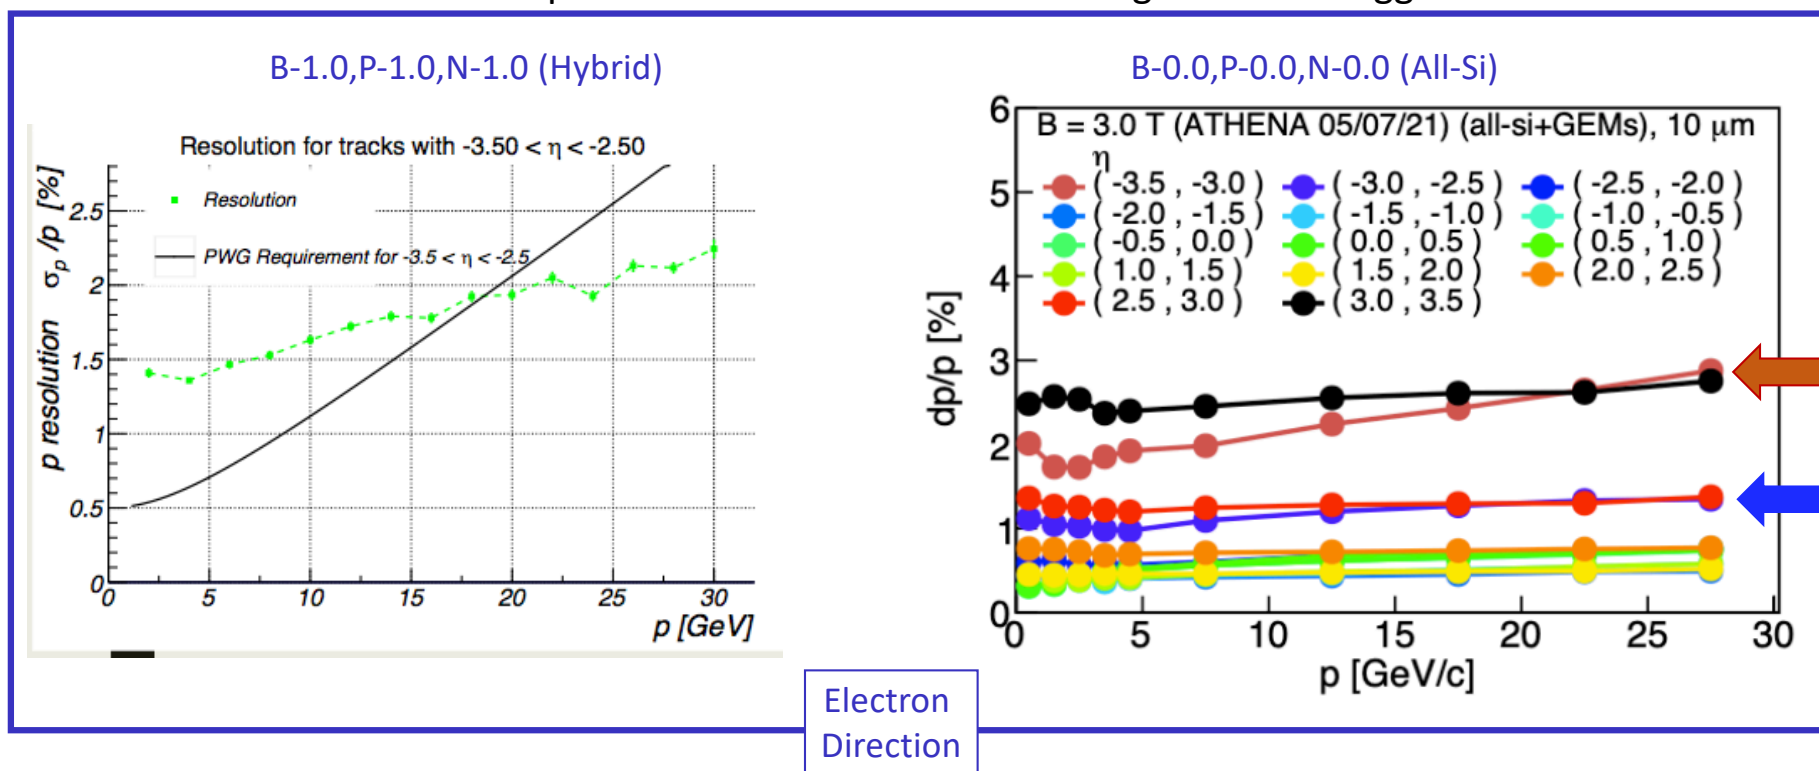 B-1.0,P-1.0,N-1.0 (Hybrid)
Resolution for tracks with -3.50 < η < -2.50
Resolution
PWG Requirement for -3.5 < η < -2.5
p resolution σp /p [%]
2.5
2
1.5
1
0.5
0
0 5 10 15 20 25 30
p [GeV]
B-0.0,P-0.0,N-0.0 (All-Si)
B = 3.0 T (ATHENA 05/07/21) (all-si+GEMs), 10 μm
η
( -3.5 , -3.0 ) ( -3.0 , -2.5 ) ( -2.5 , -2.0 )
( -2.0 , -1.5 ) ( -1.5 , -1.0 ) ( -1.0 , -0.5 )
( -0.5 , 0.0 ) ( 0.0 , 0.5 ) ( 0.5 , 1.0 )
( 1.0 , 1.5 ) ( 1.5 , 2.0 ) ( 2.0 , 2.5 )
( 2.5 , 3.0 ) ( 3.0 , 3.5 )
dp/p [%]
6
5
4
3
2
1
0
0 5 10 15 20 25 30
p [GeV/c]
Electron
Direction